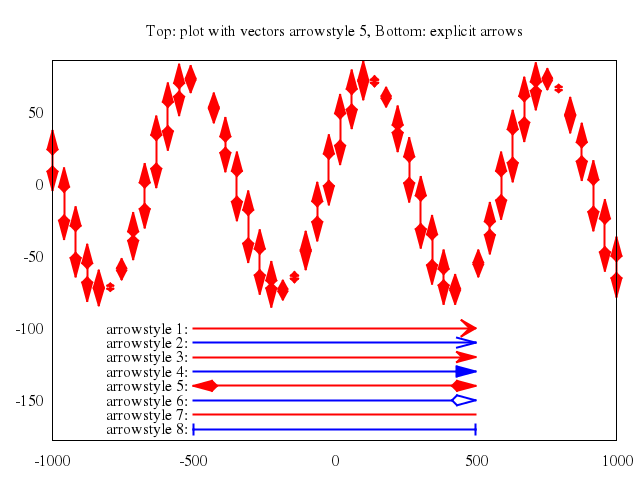 Top: plot with vectors arrowstyle 5, Bottom: explicit arrows
50
0
-50
-100
arrowstyle 1:
arrowstyle 2:
arrowstyle 3:
arrowstyle 4:
arrowstyle 5:
arrowstyle 6:
-150
arrowstyle 7:
arrowstyle 8:
-1000 -500 0 500 1000